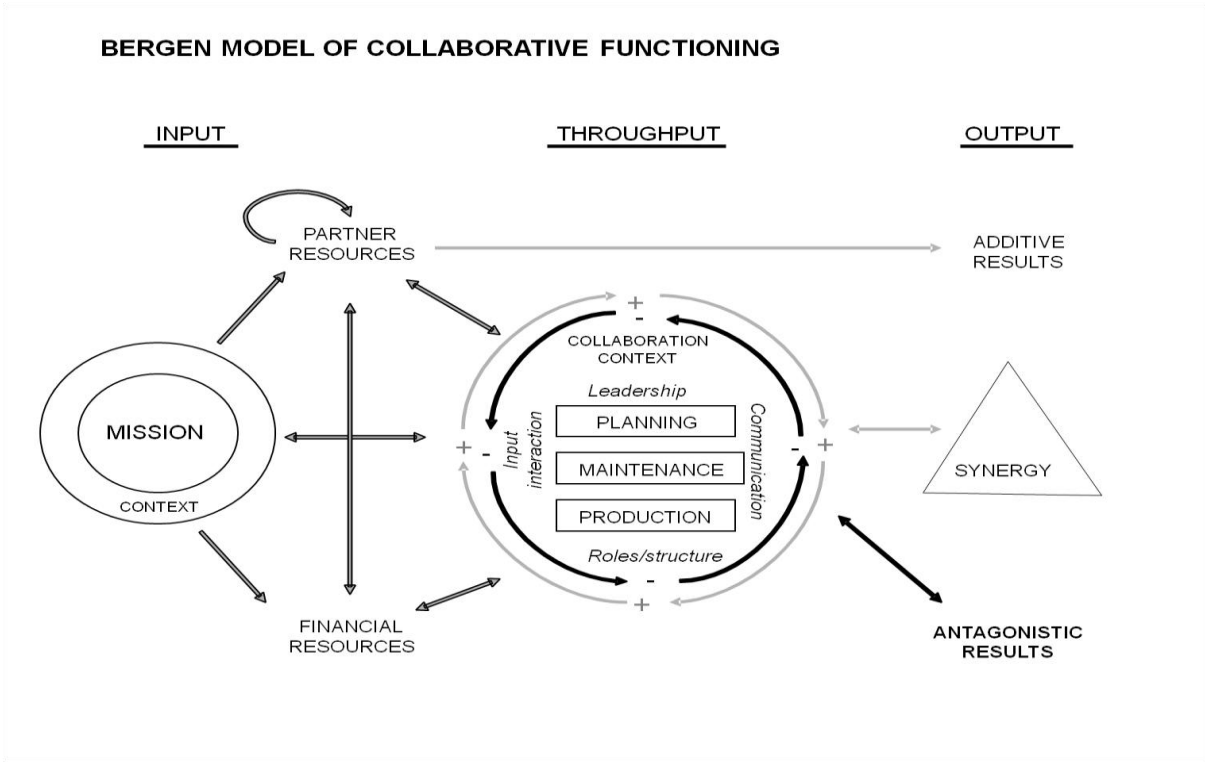 BERGEN MODEL OF COLLABORATIVE FUNCTIONING
INPUT
THROUGHPUT
OUTPUT
PARTNER
RESOURCES
ADDITIVE
RESULTS
+
-
COLLABORATION
CONTEXT
Leadership
PLANNING
MISSION
CONTEXT
+
-
Input
interaction
MAINTENANCE
Communication
-
+
SYNERGY
PRODUCTION
Roles/structure
-
+
FINANCIAL
RESOURCES
ANTAGONISTIC
RESULTS